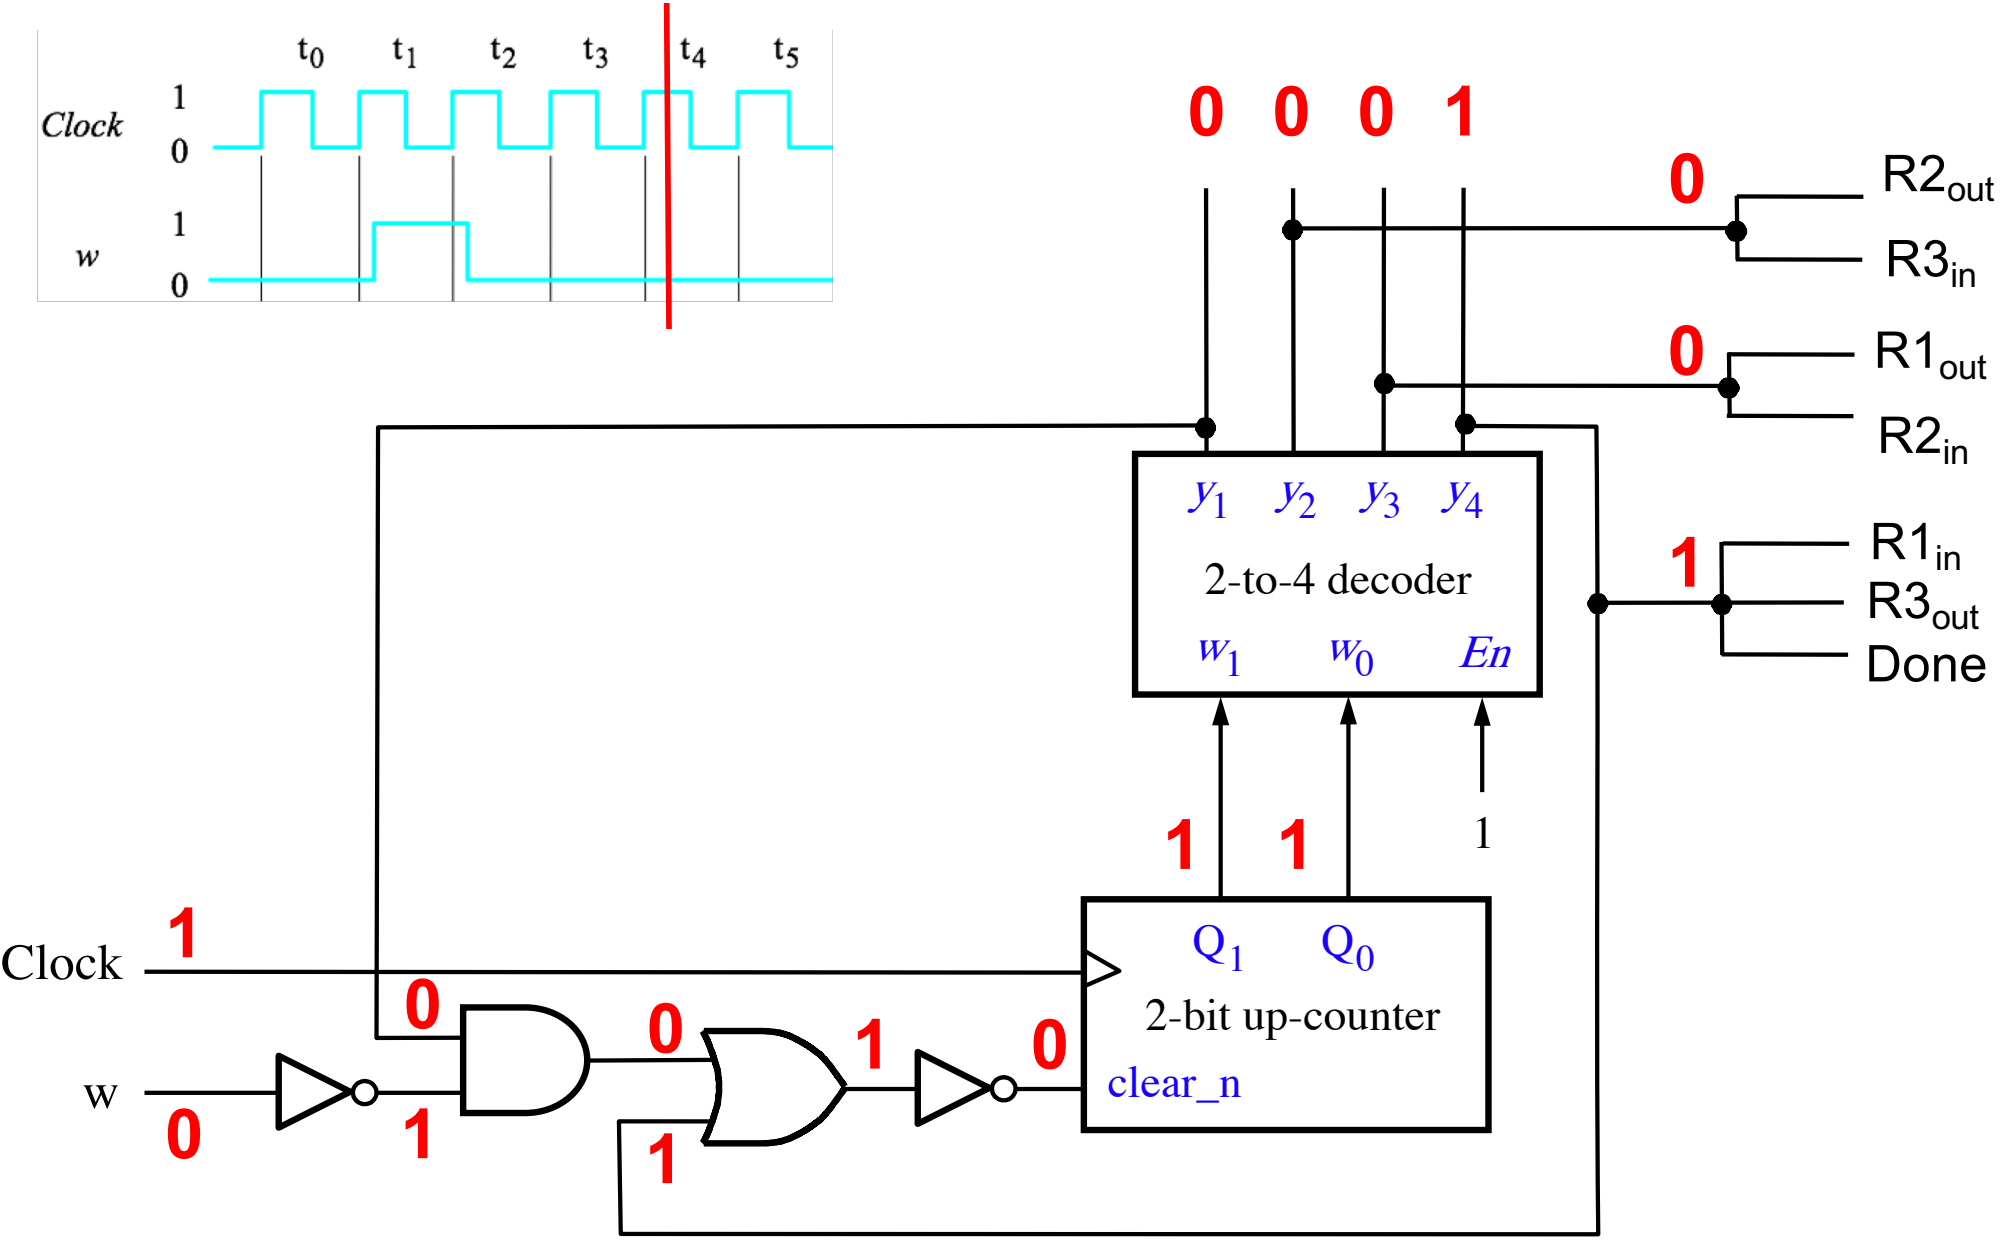 t0 t1 t2 t3 t4 t5
1
Clock
0
1
w
0
0 0 0 1
0 R2out
R3in
0 R1out
R2in
y1 y2 y3 y4
2-to-4 decoder
w1 w0 En
1 R1in
R3out
Done
1 1 1
Q1 Q0
2-bit up-counter
clear_n
Clock 1
0 0 1 0
w 0 1 1